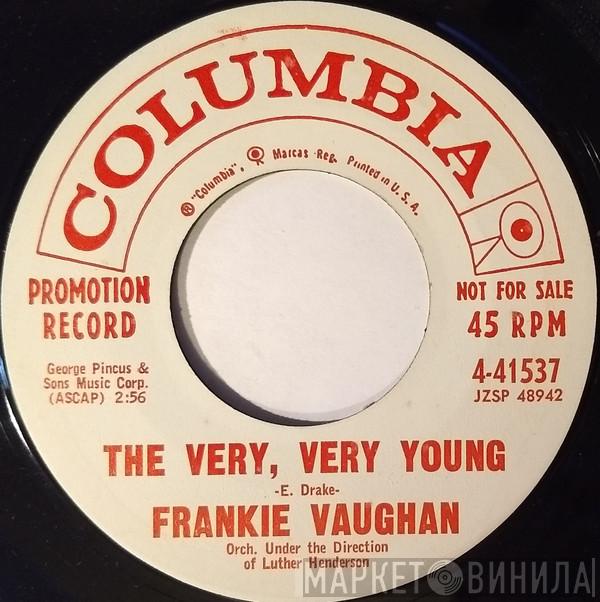 COLUMBIA
® "Columbia", Marcas Reg. Printed in U. S. A.
PROMOTION
RECORD
NOT FOR SALE
45 RPM
George Pincus &
Sons Music Corp.
(ASCAP) 2:56
4-41537
JZSP 48942
THE VERY, VERY YOUNG
-E. Drake-
FRANKIE VAUGHAN
Orch. Under the Direction
of Luther Henderson
МАРКЕТ ВИНИЛА